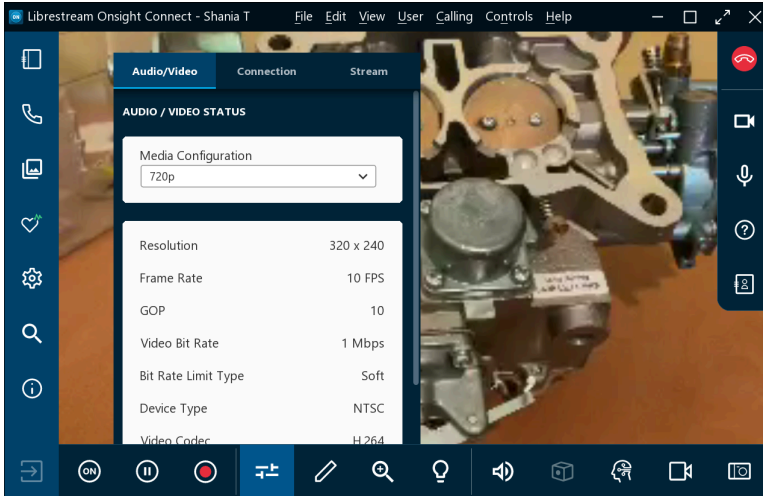 ON Librestream Onsight Connect - Shania T File Edit View User Calling Controls Help
Audio/Video Connection Stream
AUDIO / VIDEO STATUS
Media Configuration
720p
Resolution 320 x 240
Frame Rate 10 FPS
GOP 10
Video Bit Rate 1 Mbps
Bit Rate Limit Type Soft
Device Type NTSC
Video Codec H.264
ON